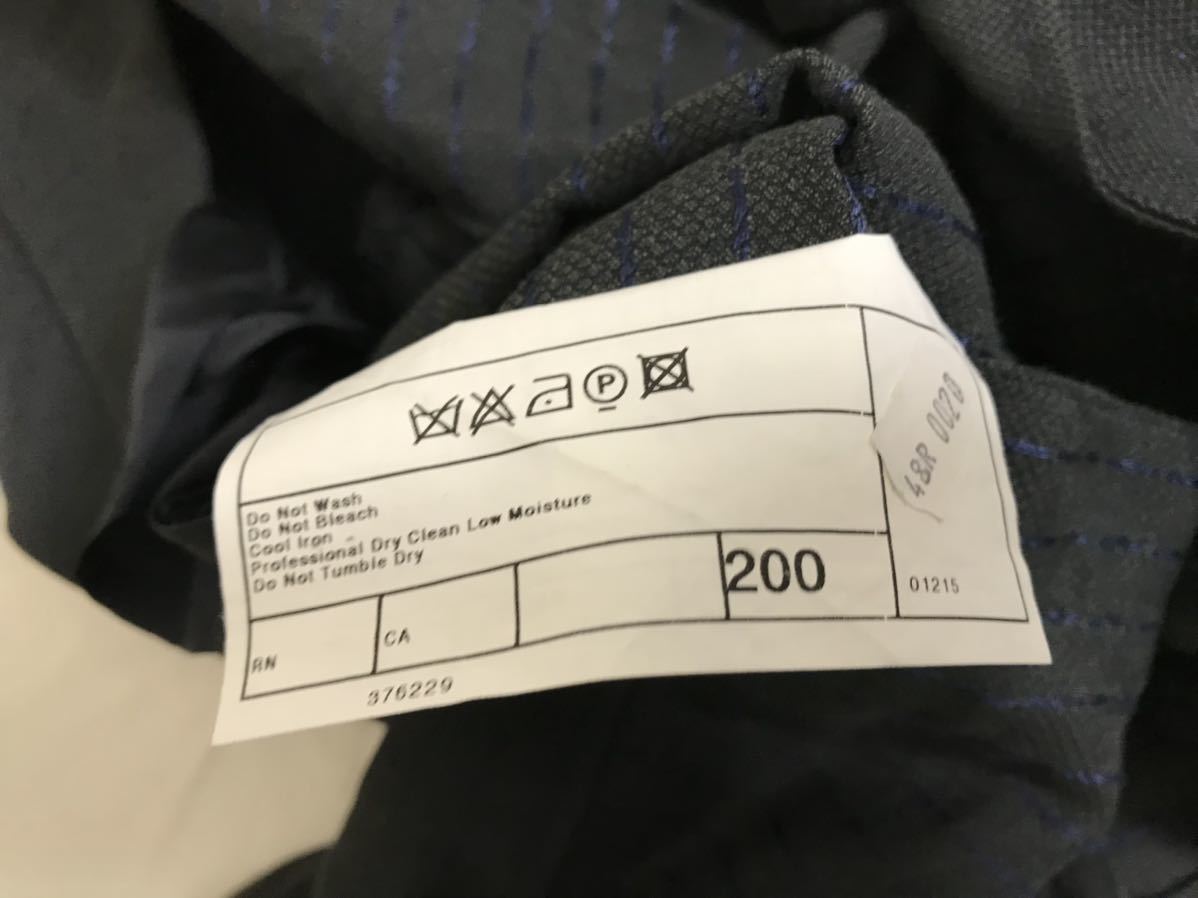 P
Do Not Wash
Do Not Bleach
Cool Iron
Professional Dry Clean Low Moisture
Do Not Tumble Dry
RN
CA
200
48R 0020
01215
376229